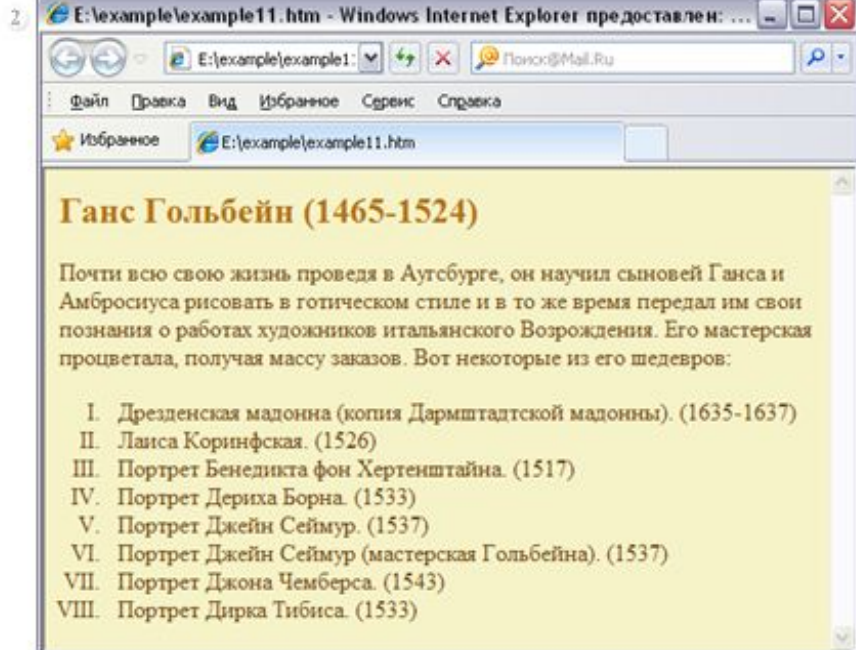 2
E:\example\example11.htm - Windows Internet Explorer предоставлен: ...
E:\example\example1: Поиск@Mail.Ru
Файл Правка Вид Избранное Сервис Справка
Избранное E:\example\example11.htm
Ганс Гольбейн (1465-1524)
Почти всю свою жизнь проведя в Аугсбурге, он научил сыновей Ганса и
Амбросиуса рисовать в готическом стиле и в то же время передал им свои
познания о работах художников итальянского Возрождения. Его мастерская
процветала, получая массу заказов. Вот некоторые из его шедевров:
I. Дрезденская мадонна (копия Дармштадтской мадонны). (1635-1637)
II. Лаиса Коринфская. (1526)
III. Портрет Бенедикта фон Хертенштайна. (1517)
IV. Портрет Дериха Борна. (1533)
V. Портрет Джейн Сеймур. (1537)
VI. Портрет Джейн Сеймур (мастерская Гольбейна). (1537)
VII. Портрет Джона Чемберса. (1543)
VIII. Портрет Дирка Тибиса. (1533)